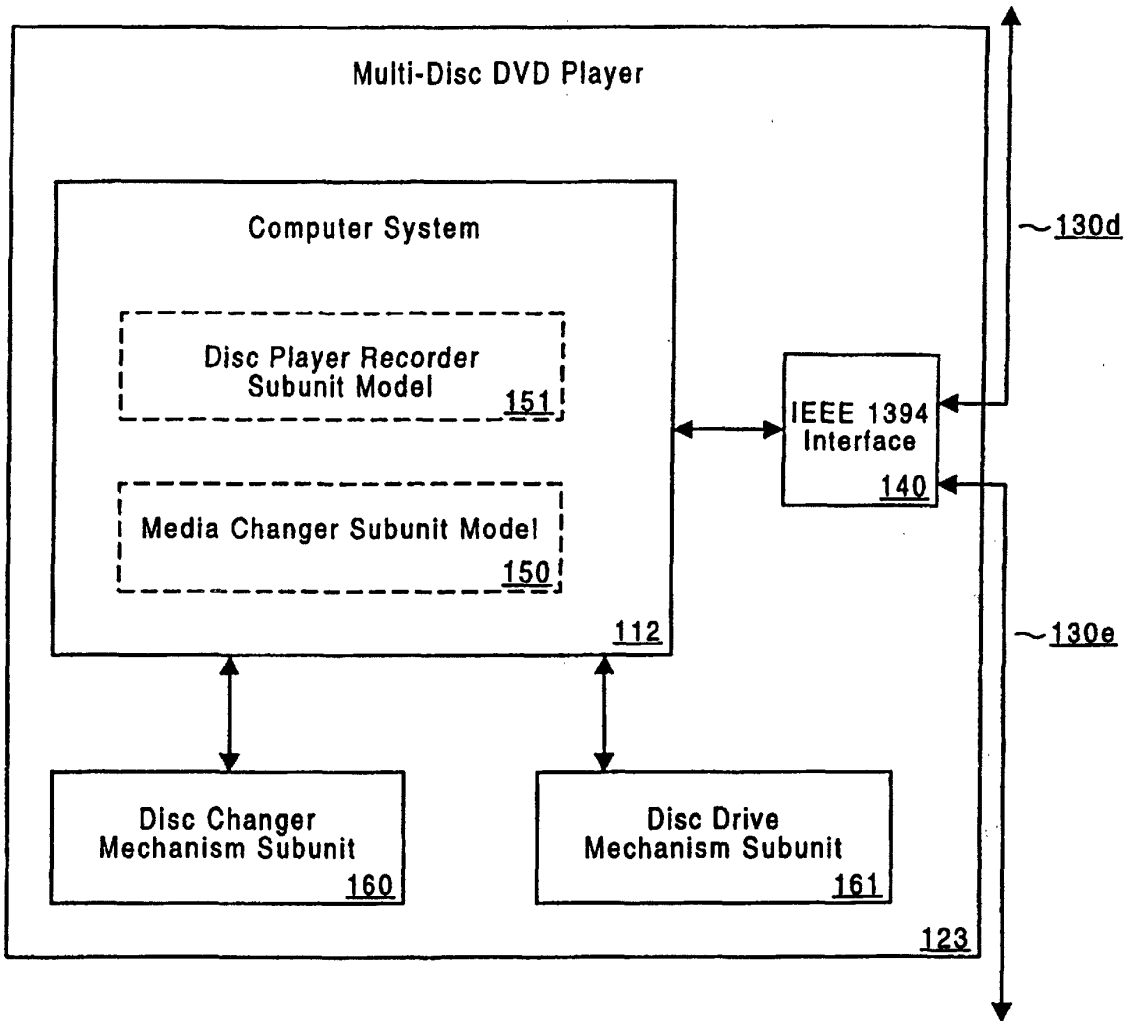 Multi-Disc DVD Player
Computer System
130d
Disc Player Recorder
Subunit Model
151
IEEE 1394
Interface
140
Media Changer Subunit Model
150
112
130e
Disc Changer
Mechanism Subunit
160
Disc Drive
Mechanism Subunit
161
123